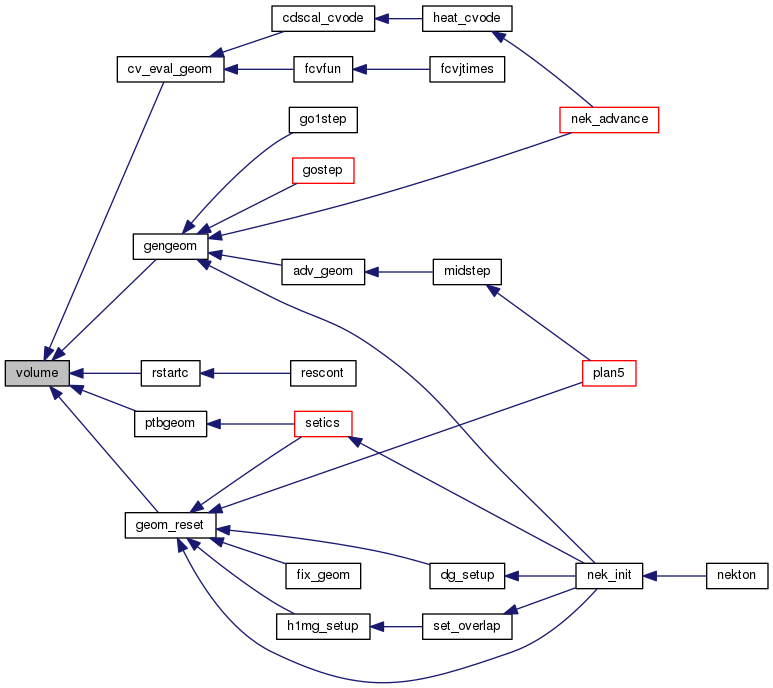 cdscal_cvode
heat_cvode
cv_eval_geom
fcvfun
fcvjtimes
go1step
nek_advance
gostep
gengeom
adv_geom
midstep
volume
rstartc
rescont
plan5
ptbgeom
setics
geom_reset
fix_geom
dg_setup
nek_init
nekton
h1mg_setup
set_overlap